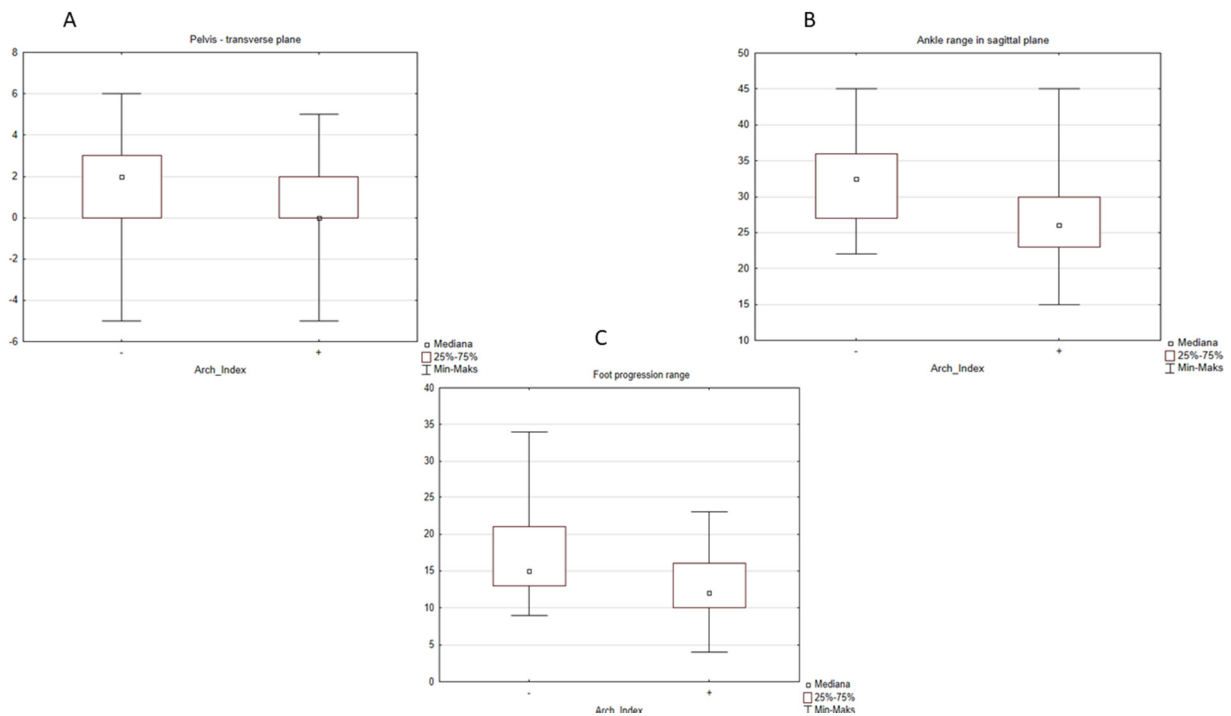 A
Pelvis - transverse plane
8
6
4
2
0
-2
-4
-6
- +
Arch_Index
Mediana
25%-75%
Min-Maks
B
Ankle range in sagittal plane
50
45
40
35
30
25
20
15
10
- +
Arch_Index
Mediana
25%-75%
Min-Maks
C
Foot progression range
40
35
30
25
20
15
10
5
0
- +
Arch_Index
Mediana
25%-75%
Min-Maks